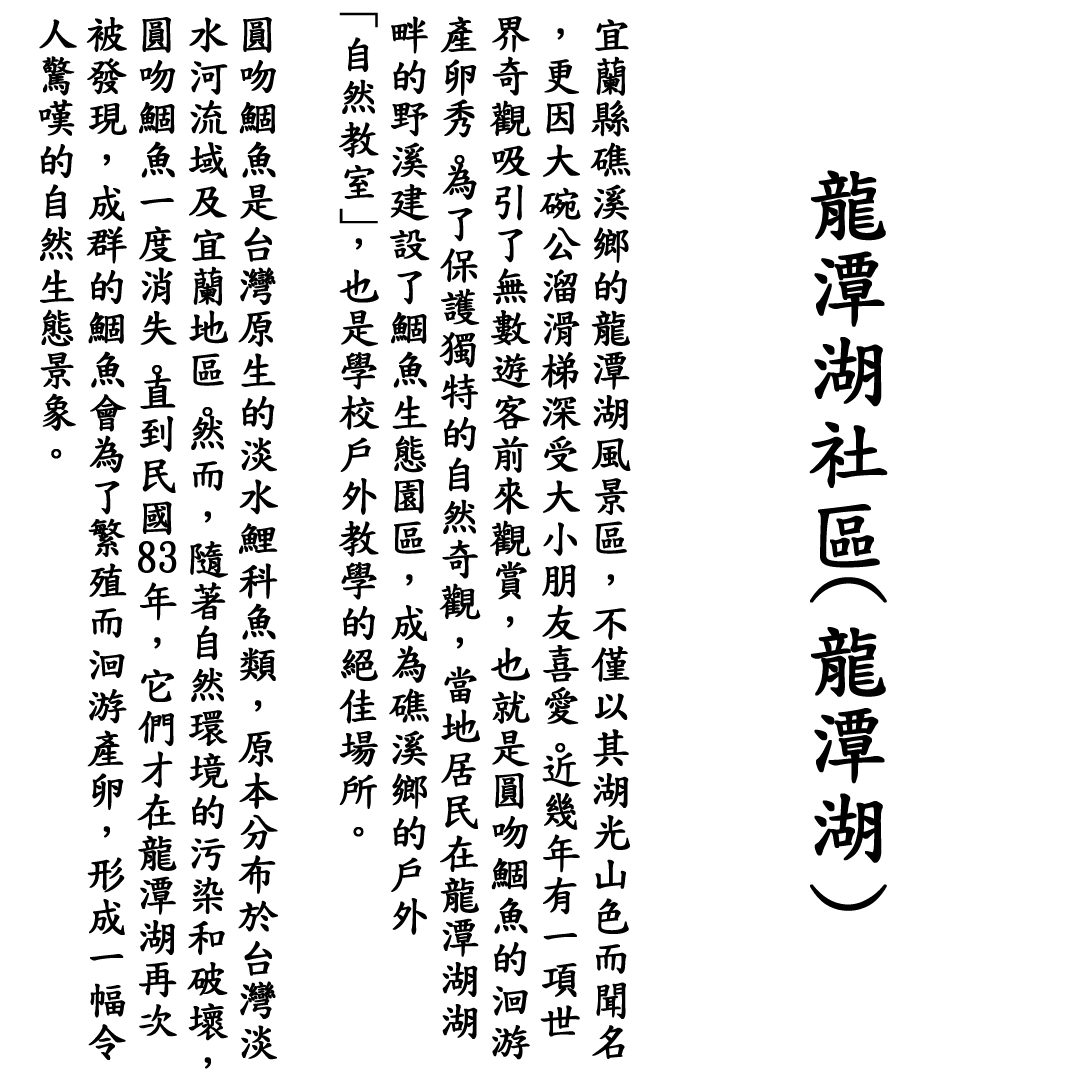 龍潭湖社區(龍潭湖)
宜蘭縣礁溪鄉的龍潭湖風景區，不僅以其湖光山色而聞名
，更因大碗公溜滑梯深受大小朋友喜愛。近幾年有一項世
界奇觀吸引了無數遊客前來觀賞，也就是圓吻鯝魚的洄游
產卵秀。為了保護獨特的自然奇觀，當地居民在龍潭湖湖
畔的野溪建設了鯝魚生態園區，成為礁溪鄉的戶外
「自然教室」，也是學校戶外教學的絕佳場所。
圓吻鯝魚是台灣原生的淡水鯉科魚類，原本分布於台灣淡
水河流域及宜蘭地區。然而，隨著自然環境的污染和破壞，
圓吻鯝魚一度消失。直到民國83年，它們才在龍潭湖再次
被發現，成群的鯝魚會為了繁殖而洄游產卵，形成一幅令
人驚嘆的自然生態景象。